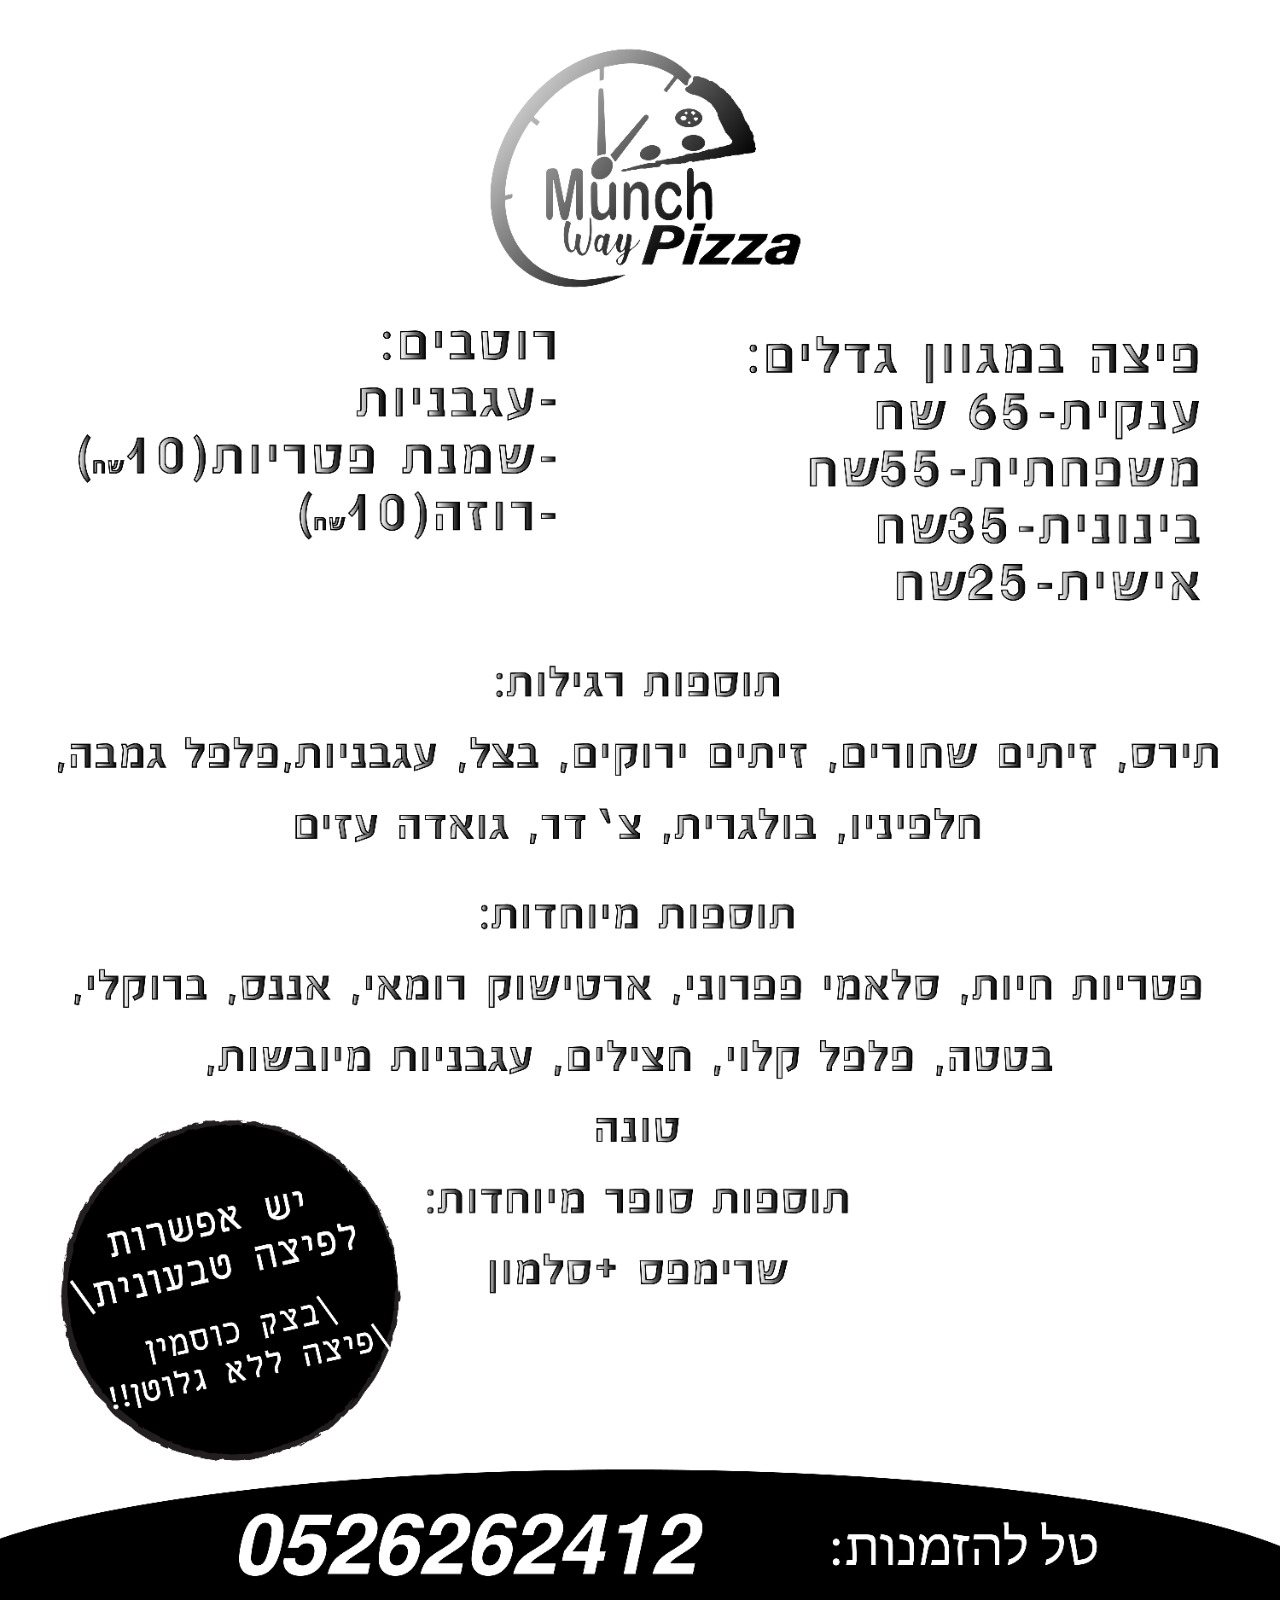 Munch
Way Pizza
פיצה במגוון גדלים:
ענקית-65 שח
משפחתית-55שח
בינונית-35שח
אישית-25שח
רוטבים:
-עגבניות
-שמנת פטריות(10שח)
-רוזה(10שח)
תוספות רגילות:
תירס, זיתים שחורים, זיתים ירוקים, בצל, עגבניות,פלפל גמבה,
חלפיניו, בולגרית, צ`דר, גואדה עזים
תוספות מיוחדות:
פטריות חיות, סלאמי פפרוני, ארטישוק רומאי, אננס, ברוקלי,
בטטה, פלפל קלוי, חצילים, עגבניות מיובשות,
טונה
תוספות סופר מיוחדות:
שרימפס +סלמון
יש אפשרות
לפיצה טבעונית\
\בצק כוסמין
\פיצה ללא גלוטן!!
טל להזמנות: 0526262412